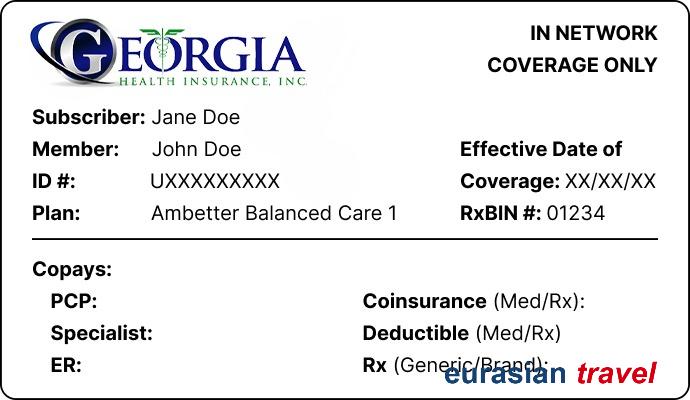 GEORGIA
HEALTH INSURANCE, INC.
IN NETWORK
COVERAGE ONLY
Subscriber: Jane Doe
Member: John Doe
Effective Date of
ID #: UXXXXXXXXX
Coverage: XX/XX/XX
Plan: Ambetter Balanced Care 1
RxBIN #: 01234
Copays:
PCP:
Coinsurance (Med/Rx):
Specialist:
Deductible (Med/Rx)
ER:
Rx (Generic/Brand):
eurasian travel